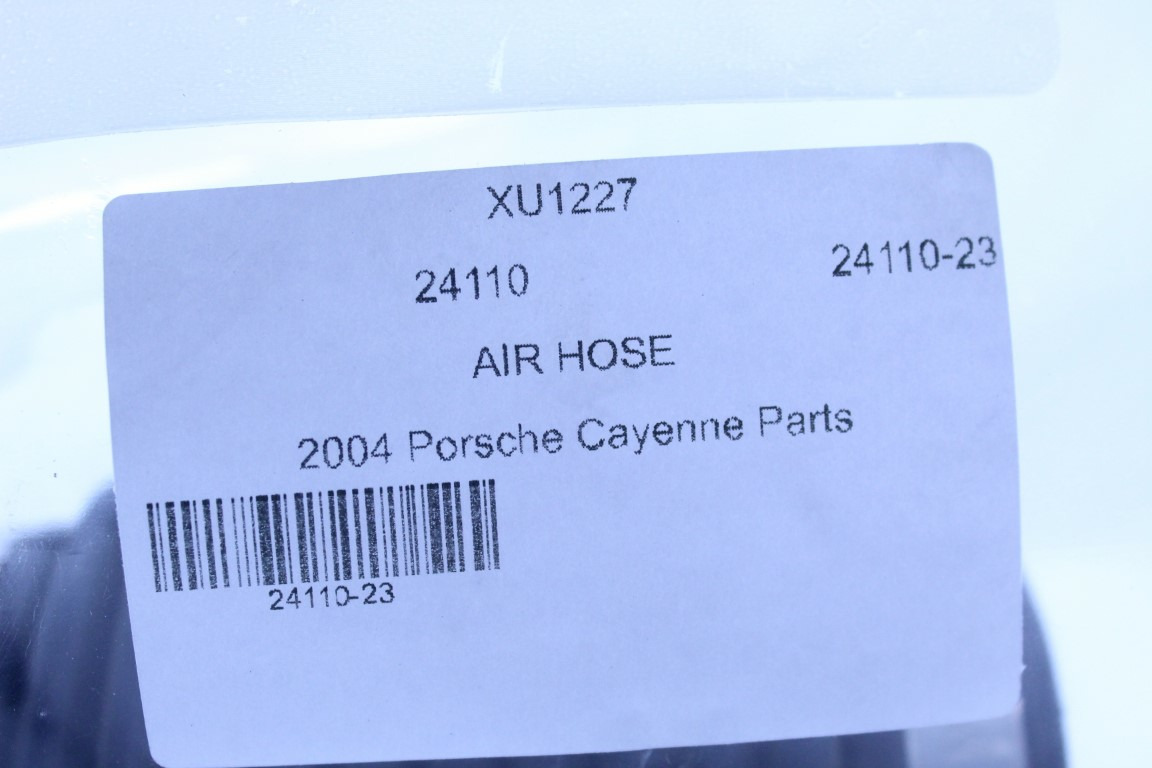 XU1227
24110 24110-23
AIR HOSE
2004 Porsche Cayenne Parts
24110-23